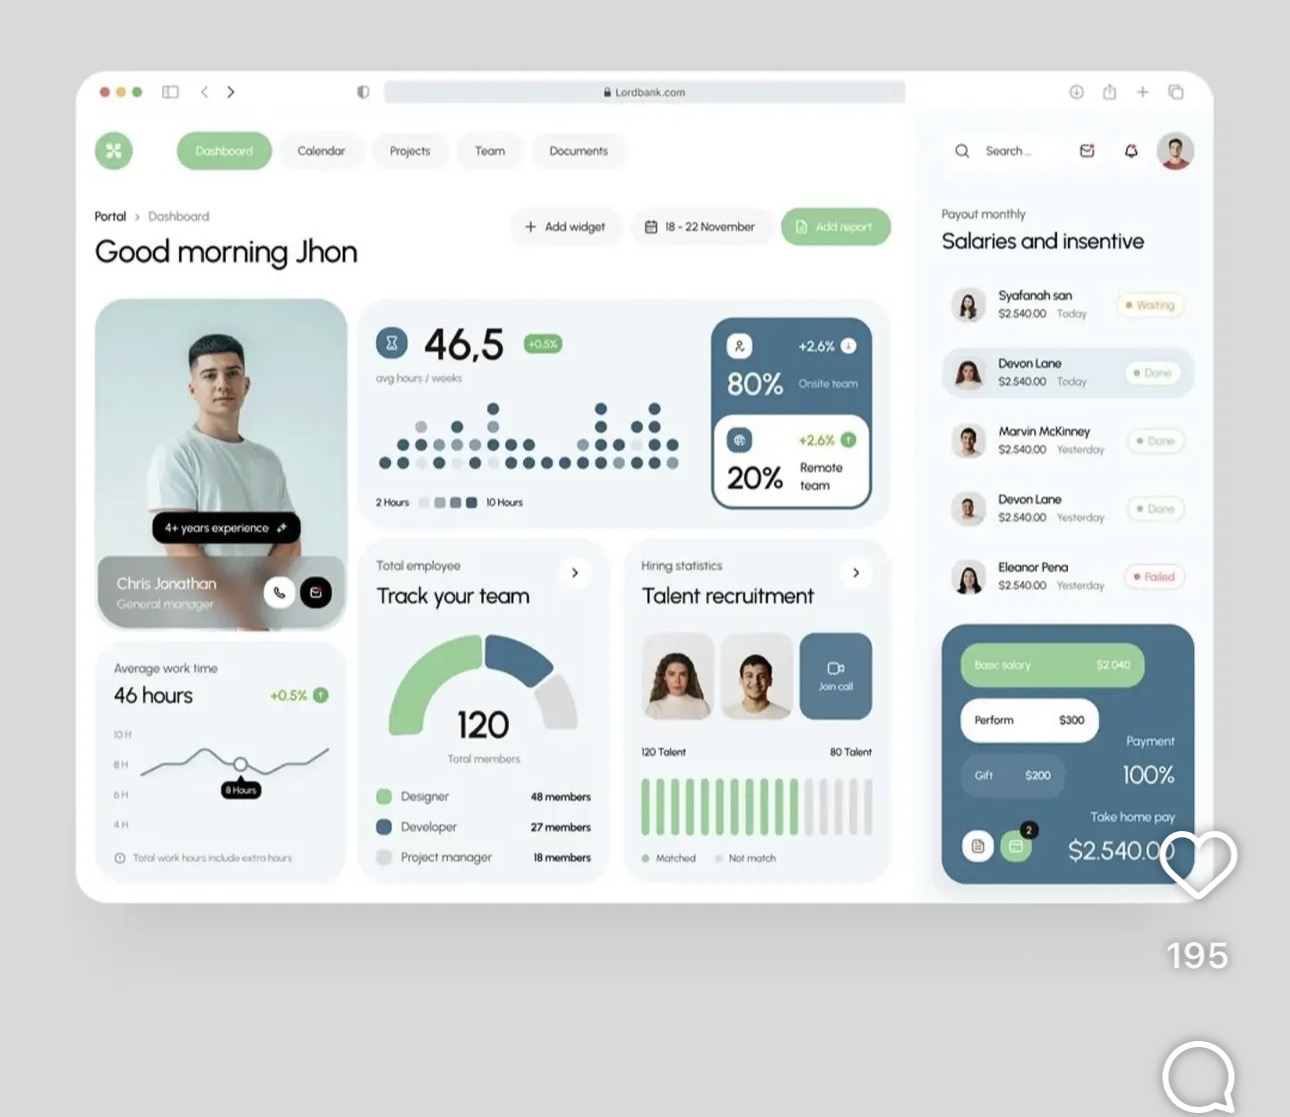 Lordbank.com
Dashboard
Calendar
Projects
Team
Documents
Search...
Portal > Dashboard
Good morning Jhon
+ Add widget
18 - 22 November
Add report
Payout monthly
Salaries and insentive
Syafanah san
$2.540.00 Today
Waiting
Devon Lane
$2.540.00 Today
Done
Marvin McKinney
$2.540.00 Yesterday
Done
Devon Lane
$2.540.00 Yesterday
Done
Eleanor Pena
$2.540.00 Yesterday
Failed
4+ years experience
Chris Jonathan
General manager
46,5
+0.5%
avg hours / weeks
2 Hours
10 Hours
+2,6%
80%
Onsite team
+2.6%
20%
Remote
team
Average work time
46 hours
+0.5%
10 H
8 H
6 H
4 H
8 Hours
Total work hours include extra hours
Total employee
Track your team
120
Total members
Designer 48 members
Developer 27 members
Project manager 18 members
Hiring statistics
Talent recruitment
Join call
120 Talent
80 Talent
Matched
Not match
Basic salary $2.040
Perform $300
Gift $200
Payment
100%
Take home pay
2
$2.540.00
195